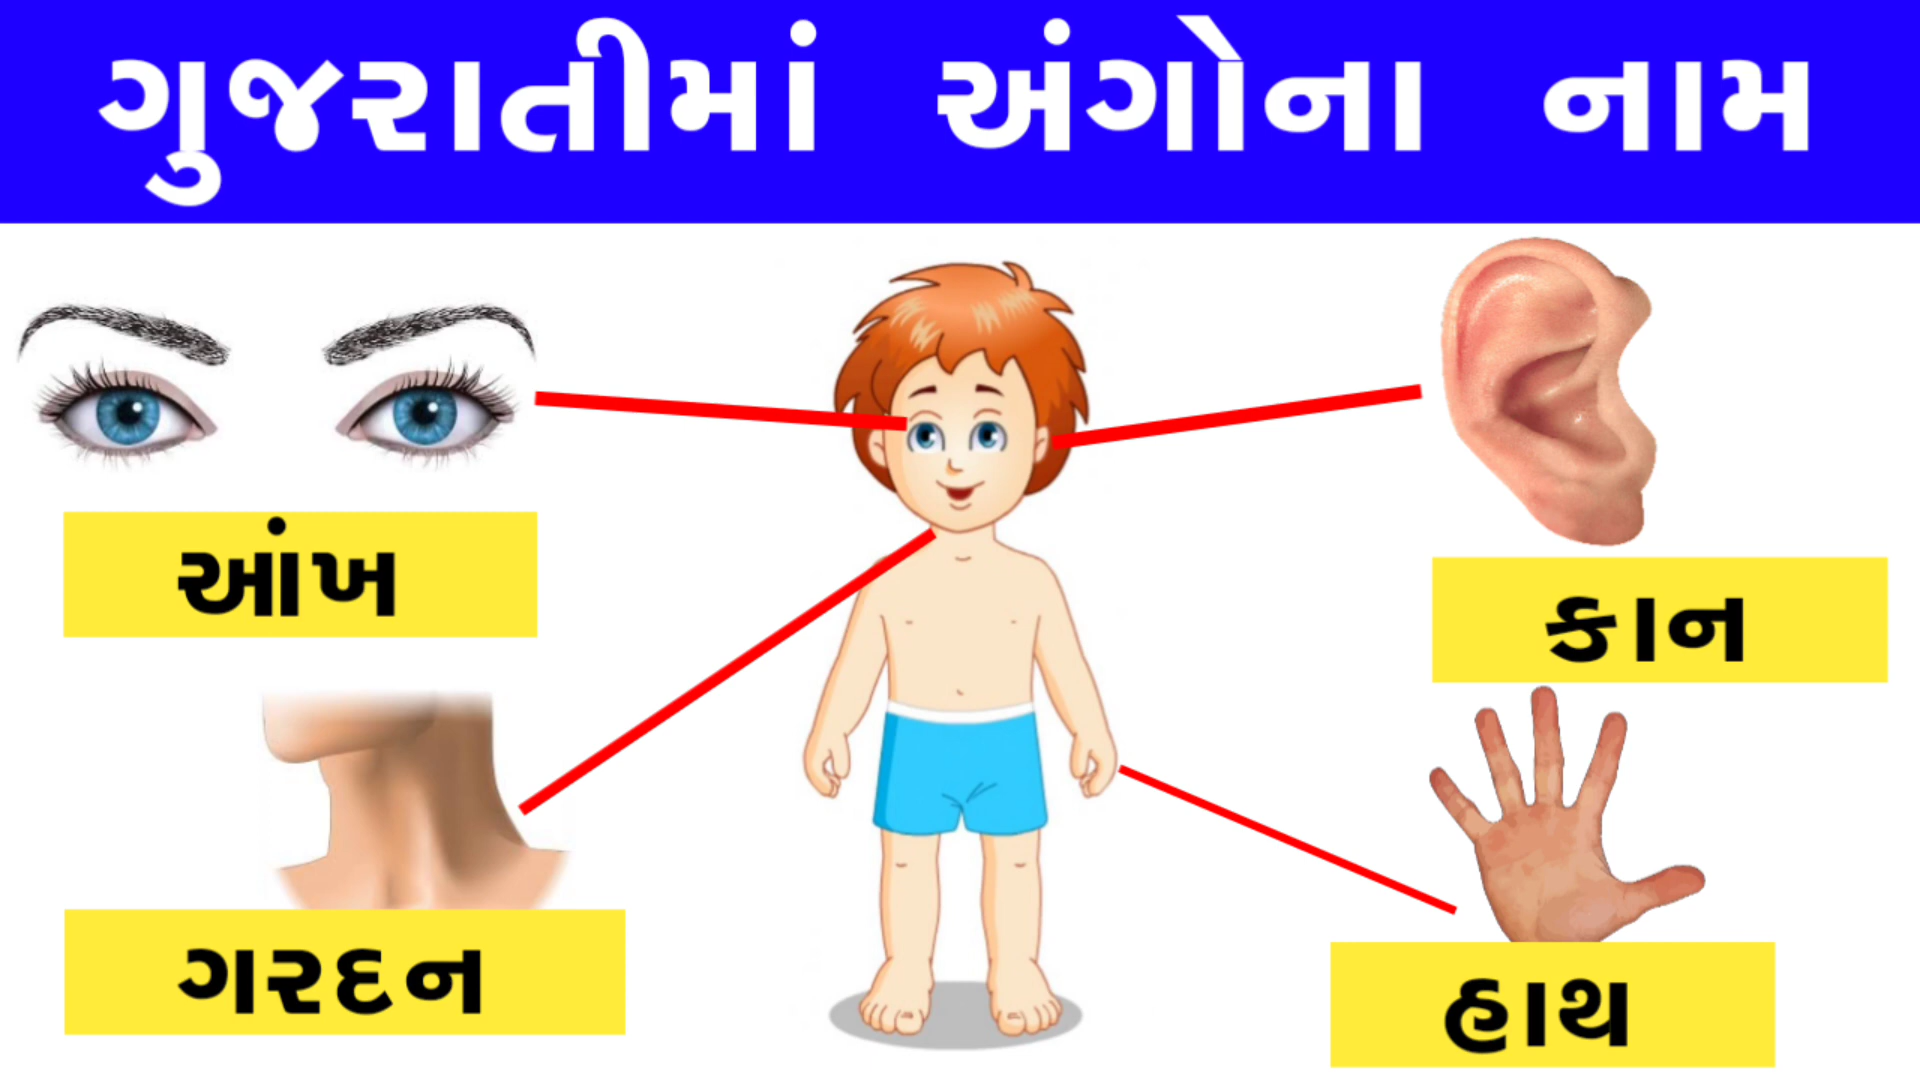 ગુજરાતીમાં અંગોના નામ
આંખ
કાન
ગરદન
હાથ